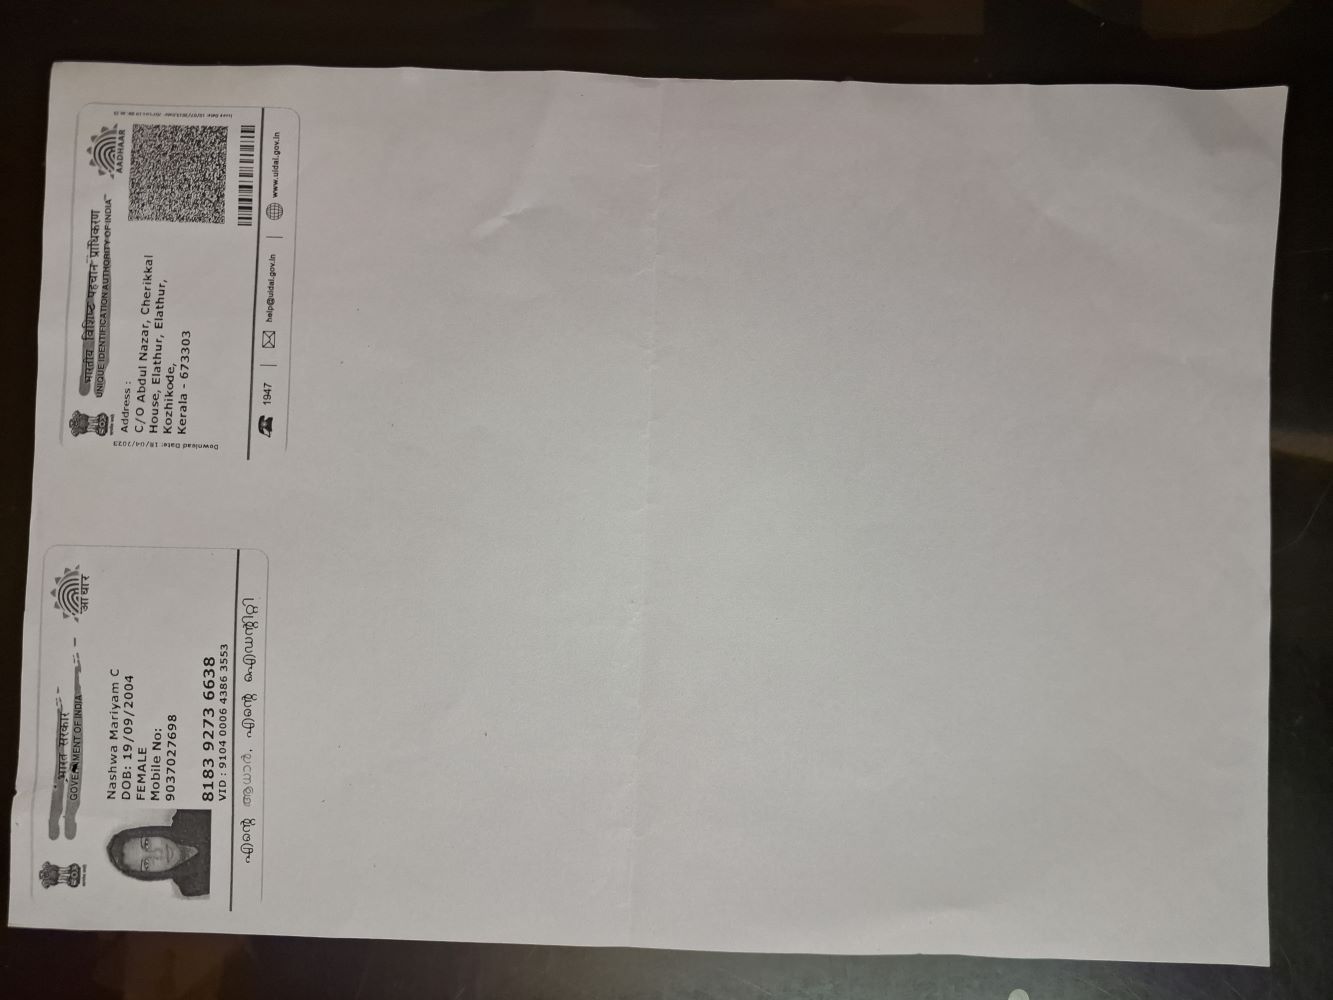 भारत सरकार
GOVERNMENT OF INDIA
आधार
Nashwa Mariyam C
DOB: 19/09/2004
FEMALE
Mobile No:
9037027698
8183 9273 6638
VID : 9104 0006 4386 3553
എന്റെ ആധാർ, എന്റെ ഐഡന്റിറ്റി
भारतीय विशिष्ट पहचान प्राधिकरण
UNIQUE IDENTIFICATION AUTHORITY OF INDIA
AADHAAR
Download Date: 18/04/2023
Address :
C/O Abdul Nazar, Cherikkal
House, Elathur, Elathur,
Kozhikode,
Kerala - 673303
1947
help@uidai.gov.in
www.uidai.gov.in